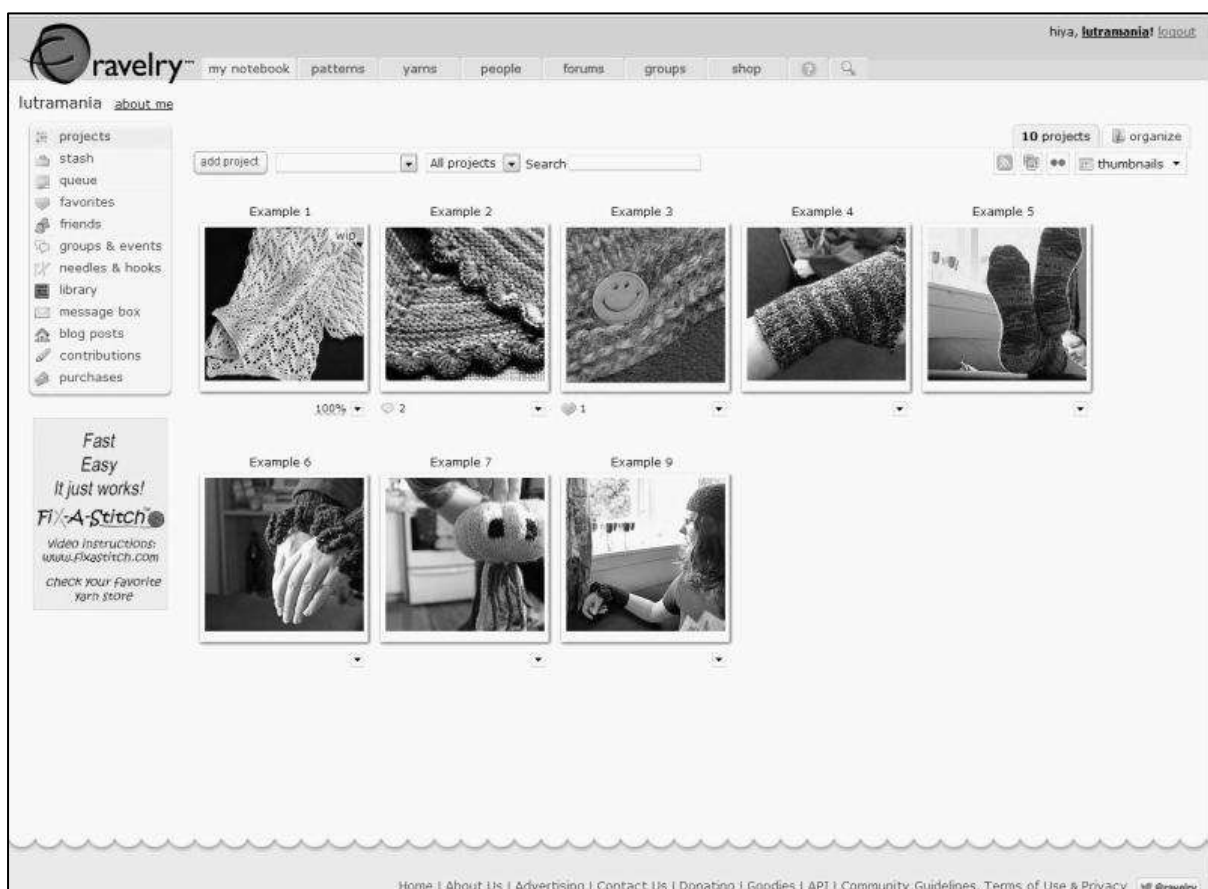 hiya, lutramania! logout
ravelry
my notebook patterns yarns people forums groups shop
lutramania about me
projects
stash
queue
favorites
friends
groups & events
needles & hooks
library
message box
blog posts
contributions
purchases
10 projects organize
add project All projects Search thumbnails
Example 1 Example 2 Example 3 Example 4 Example 5
WIP
100% 2 1
Example 6 Example 7 Example 9
Fast
Easy
It just works!
Fix-A-Stitch
video instructions:
www.fixastitch.com
check your favorite
yarn store
Home | About Us | Advertising | Contact Us | Donating | Goodies | API | Community Guidelines, Terms of Use & Privacy @ravelry